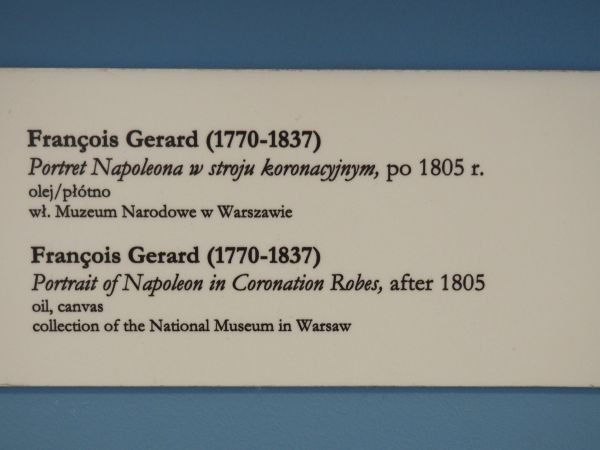 François Gerard (1770-1837)
Portret Napoleona w stroju koronacyjnym, po 1805 r.
olej/płótno
wł. Muzeum Narodowe w Warszawie
François Gerard (1770-1837)
Portrait of Napoleon in Coronation Robes, after 1805
oil, canvas
collection of the National Museum in Warsaw